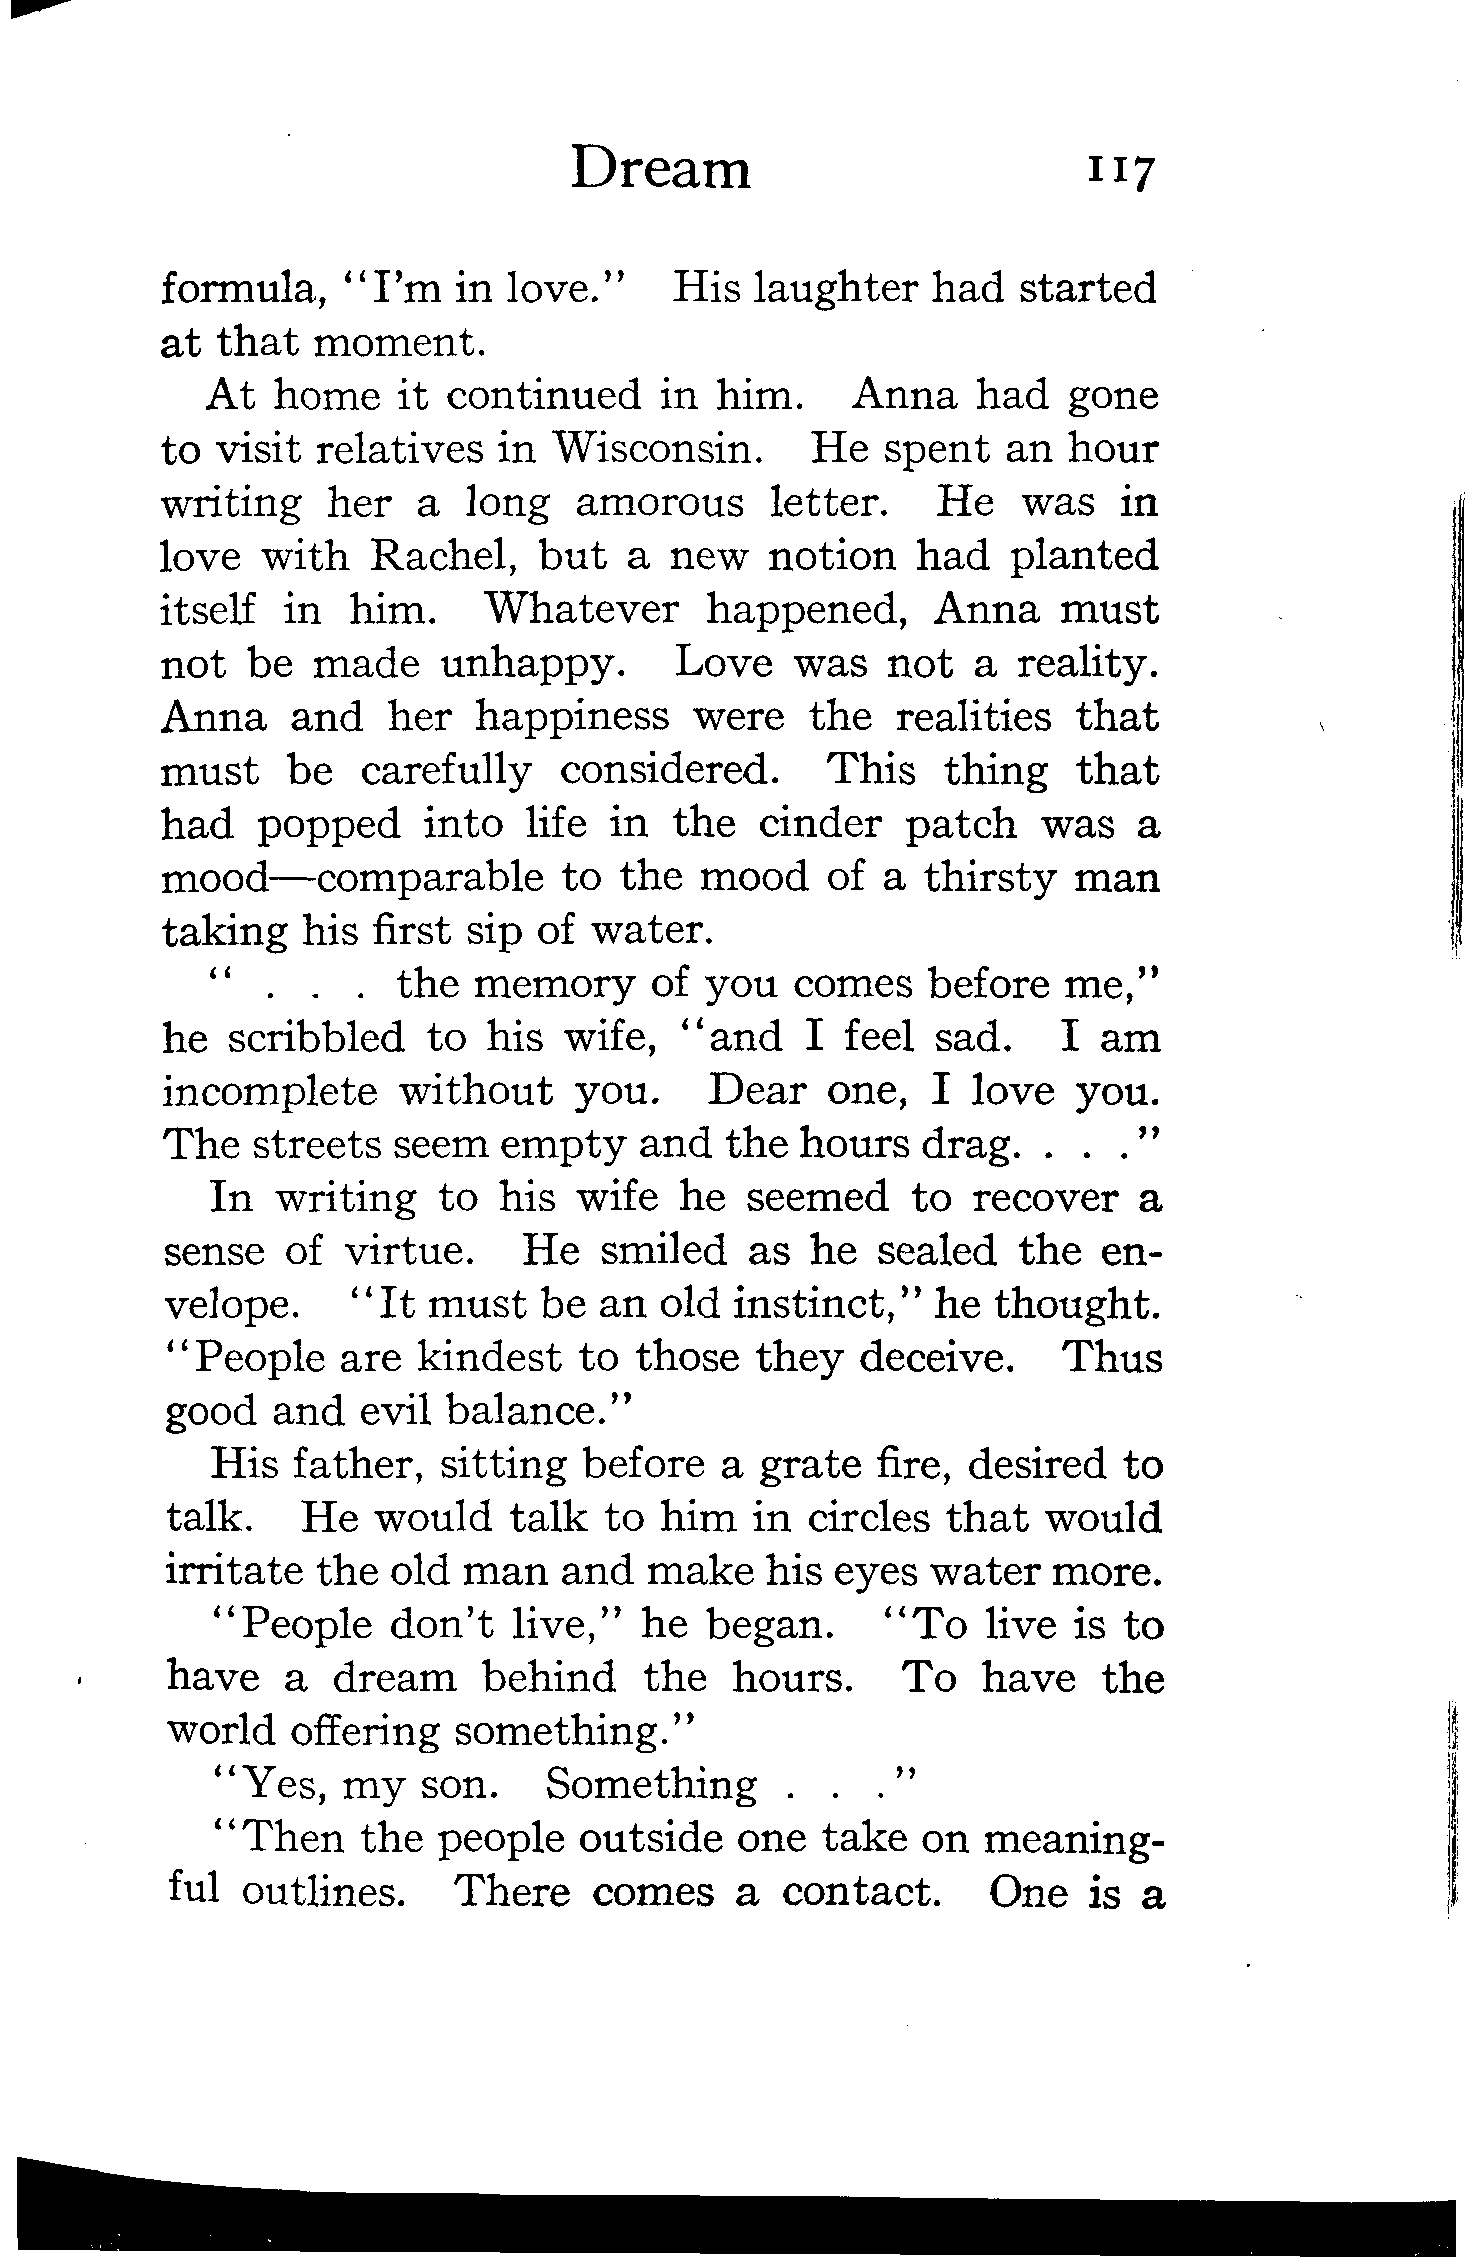 Dream 117
formula, "I'm in love." His laughter had started
at that moment.
At home it continued in him. Anna had gone
to visit relatives in Wisconsin. He spent an hour
writing her a long amorous letter. He was in
love with Rachel, but a new notion had planted
itself in him. Whatever happened, Anna must
not be made unhappy. Love was not a reality.
Anna and her happiness were the realities that
must be carefully considered. This thing that
had popped into life in the cinder patch was a
mood—comparable to the mood of a thirsty man
taking his first sip of water.
" . . . the memory of you comes before me,"
he scribbled to his wife, "and I feel sad. I am
incomplete without you. Dear one, I love you.
The streets seem empty and the hours drag. . . ."
In writing to his wife he seemed to recover a
sense of virtue. He smiled as he sealed the en-
velope. "It must be an old instinct," he thought.
"People are kindest to those they deceive. Thus
good and evil balance."
His father, sitting before a grate fire, desired to
talk. He would talk to him in circles that would
irritate the old man and make his eyes water more.
"People don't live," he began. "To live is to
have a dream behind the hours. To have the
world offering something."
"Yes, my son. Something . . ."
"Then the people outside one take on meaning-
ful outlines. There comes a contact. One is a